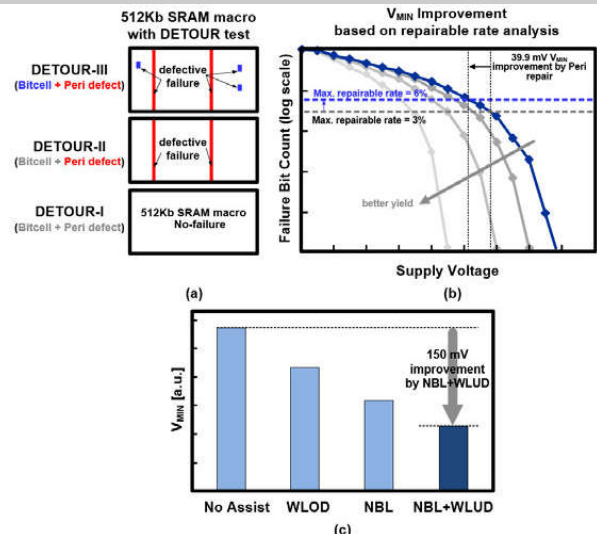 512Kb SRAM macro
with DETOUR test
DETOUR-III
(Bitcell + Peri defect)
defective
failure
DETOUR-II
(Bitcell + Peri defect)
defective
failure
DETOUR-I
(Bitcell + Peri defect)
512Kb SRAM macro
No-failure
(a)
VMIN Improvement
based on repairable rate analysis
39.9 mV VMIN
improvement by Peri
repair
Max. repairable rate = 6%
Max. repairable rate = 3%
better yield
Failure Bit Count (log scale)
Supply Voltage
(b)
VMIN [a.u.]
150 mV
improvement
by NBL+WLUD
No Assist
WLOD
NBL
NBL+WLUD
(c)